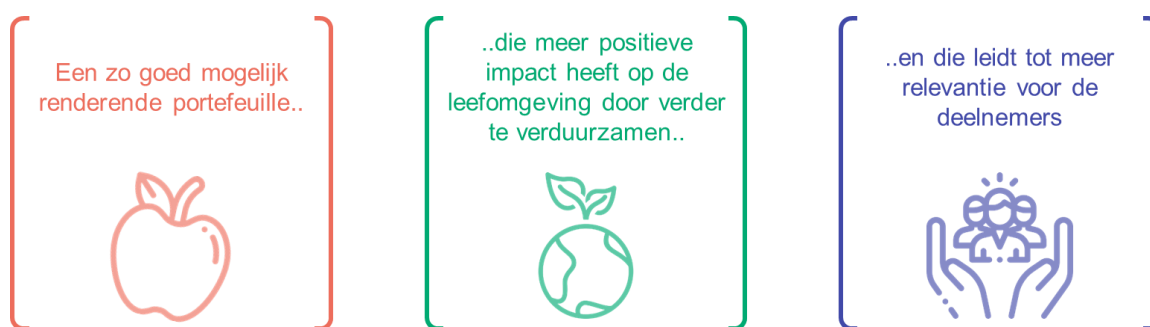 Een zo goed mogelijk
renderende portefeuille..
..die meer positieve
impact heeft op de
leefomgeving door verder
te verduurzamen..
..en die leidt tot meer
relevantie voor de
deelnemers